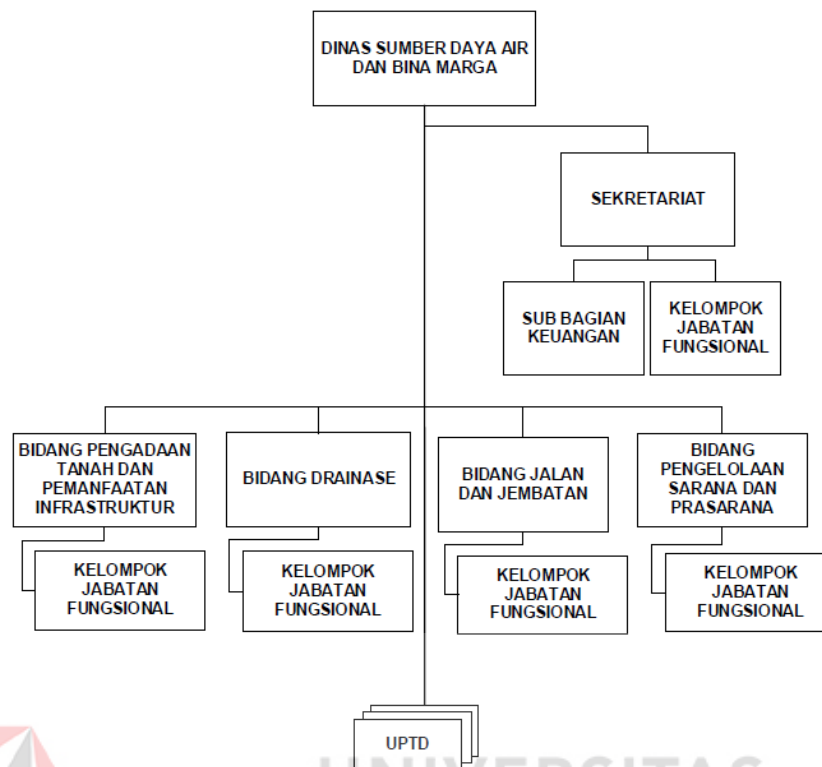 DINAS SUMBER DAYA AIR
DAN BINA MARGA
SEKRETARIAT
SUB BAGIAN
KEUANGAN
KELOMPOK
JABATAN
FUNGSIONAL
BIDANG PENGADAAN
TANAH DAN
PEMANFAATAN
INFRASTRUKTUR
BIDANG DRAINASE
BIDANG JALAN
DAN JEMBATAN
BIDANG
PENGELOLAAN
SARANA DAN
PRASARANA
KELOMPOK
JABATAN
FUNGSIONAL
KELOMPOK
JABATAN
FUNGSIONAL
KELOMPOK
JABATAN
FUNGSIONAL
KELOMPOK
JABATAN
FUNGSIONAL
UPTD
UNIVERSITAS